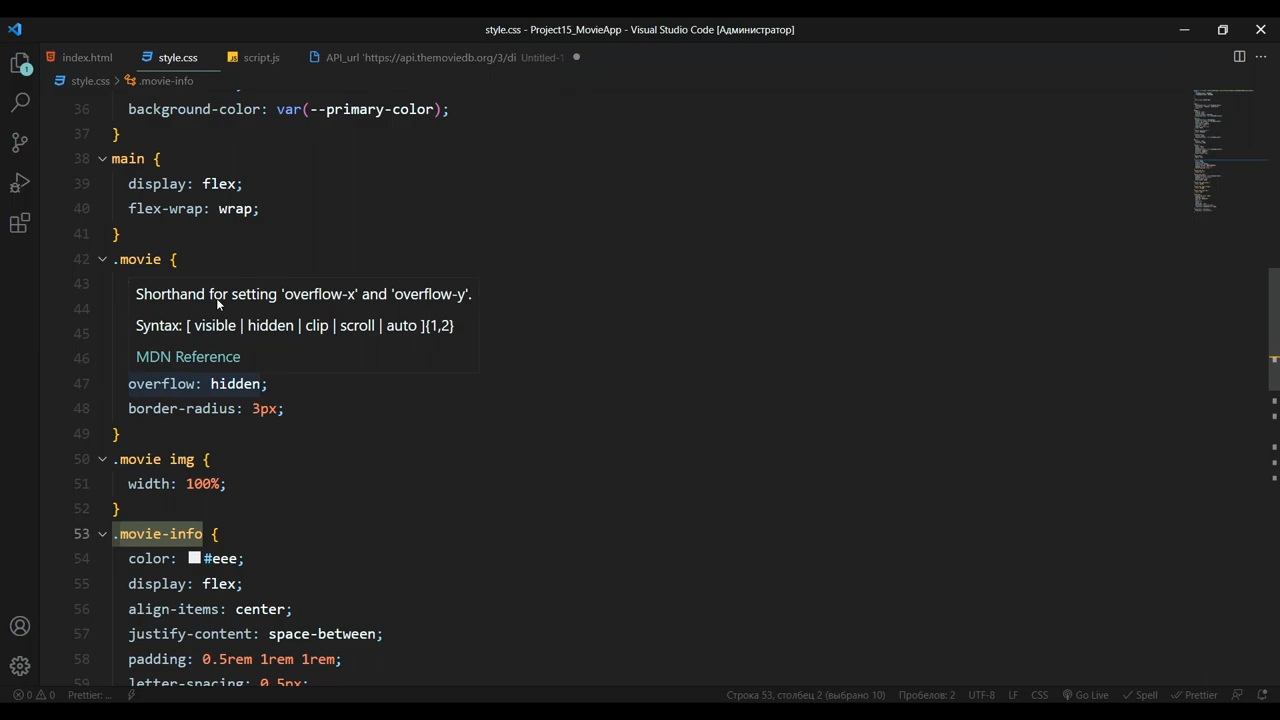 style.css - Project15_MovieApp - Visual Studio Code [Администратор]
index.html
style.css
script.js
API_url 'https://api.themoviedb.org/3/di Untitled-1
style.css > .movie-info
1
36 background-color: var(--primary-color);
37 }
38 main {
39 display: flex;
40 flex-wrap: wrap;
41 }
42 .movie {
43
Shorthand for setting 'overflow-x' and 'overflow-y'.
44
Syntax: [ visible | hidden | clip | scroll | auto ]{1,2}
45
46 MDN Reference
47 overflow: hidden;
48 border-radius: 3px;
49 }
50 .movie img {
51 width: 100%;
52 }
53 .movie-info {
54 color: #eee;
55 display: flex;
56 align-items: center;
57 justify-content: space-between;
58 padding: 0.5rem 1rem 1rem;
59 letter-spacing: 0.5px;
0 0 Prettier: ... Строка 53, столбец 2 (выбрано 10) Пробелов: 2 UTF-8 LF CSS Go Live Spell Prettier